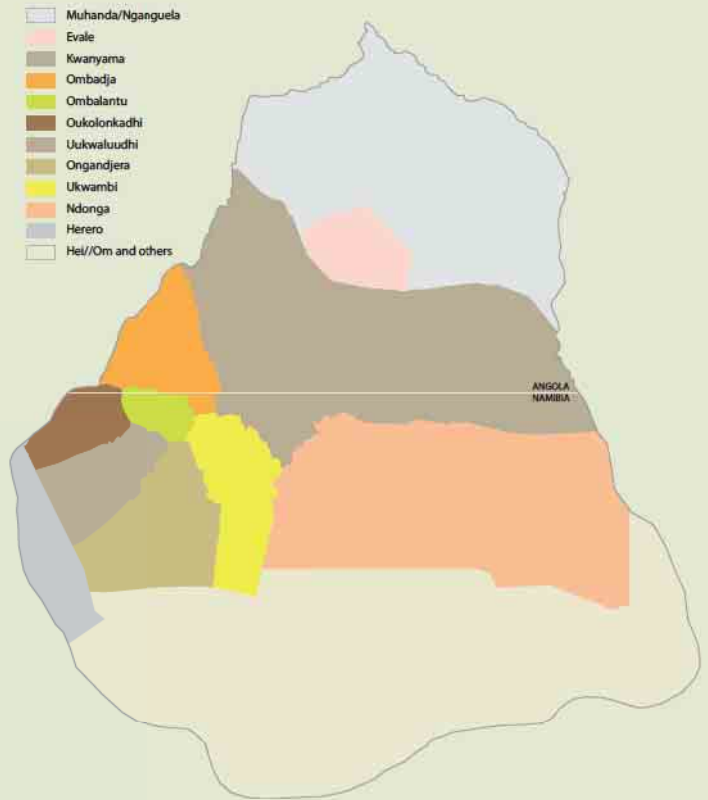 Muhanda/Nganguela
Evale
Kwanyama
Ombadja
Ombalantu
Oukolonkadhi
Uukwaluudhi
Ongandjera
Ukwambi
Ndonga
Herero
Hei//Om and others
ANGOLA
NAMIBIA